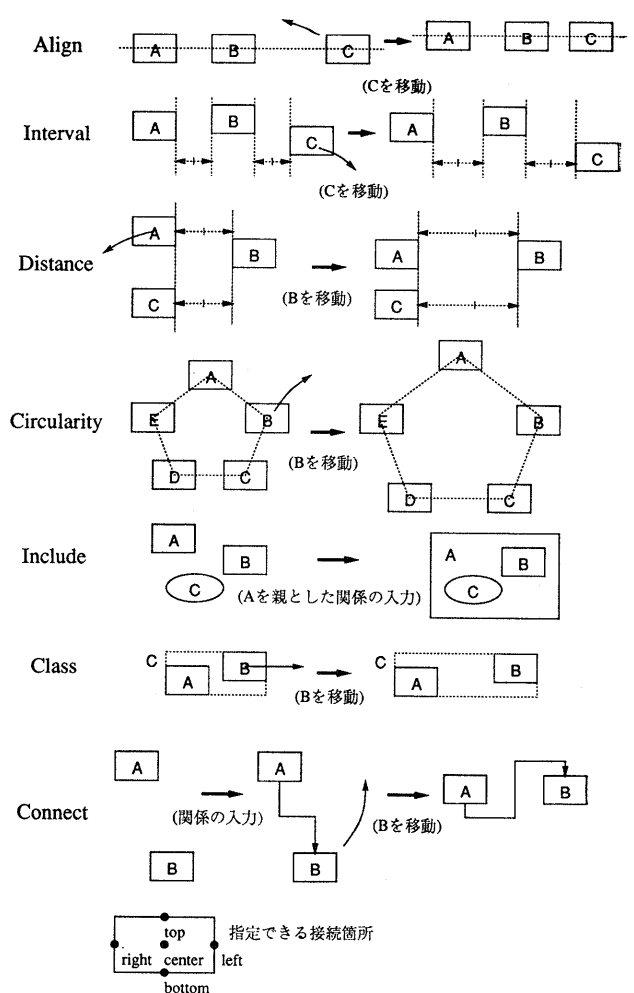 Align
A B C
A B C
(Cを移動)
Interval
A B C
A B C
(Cを移動)
Distance
A B C
A B C
(Bを移動)
Circularity
A B C D E
A B C D E
(Bを移動)
Include
A B C
A B C
(Aを親とした関係の入力)
Class
C A B
C A B
(Bを移動)
Connect
A B
(関係の入力)
A B
(Bを移動)
A B
top
指定できる接続箇所
right center left
bottom